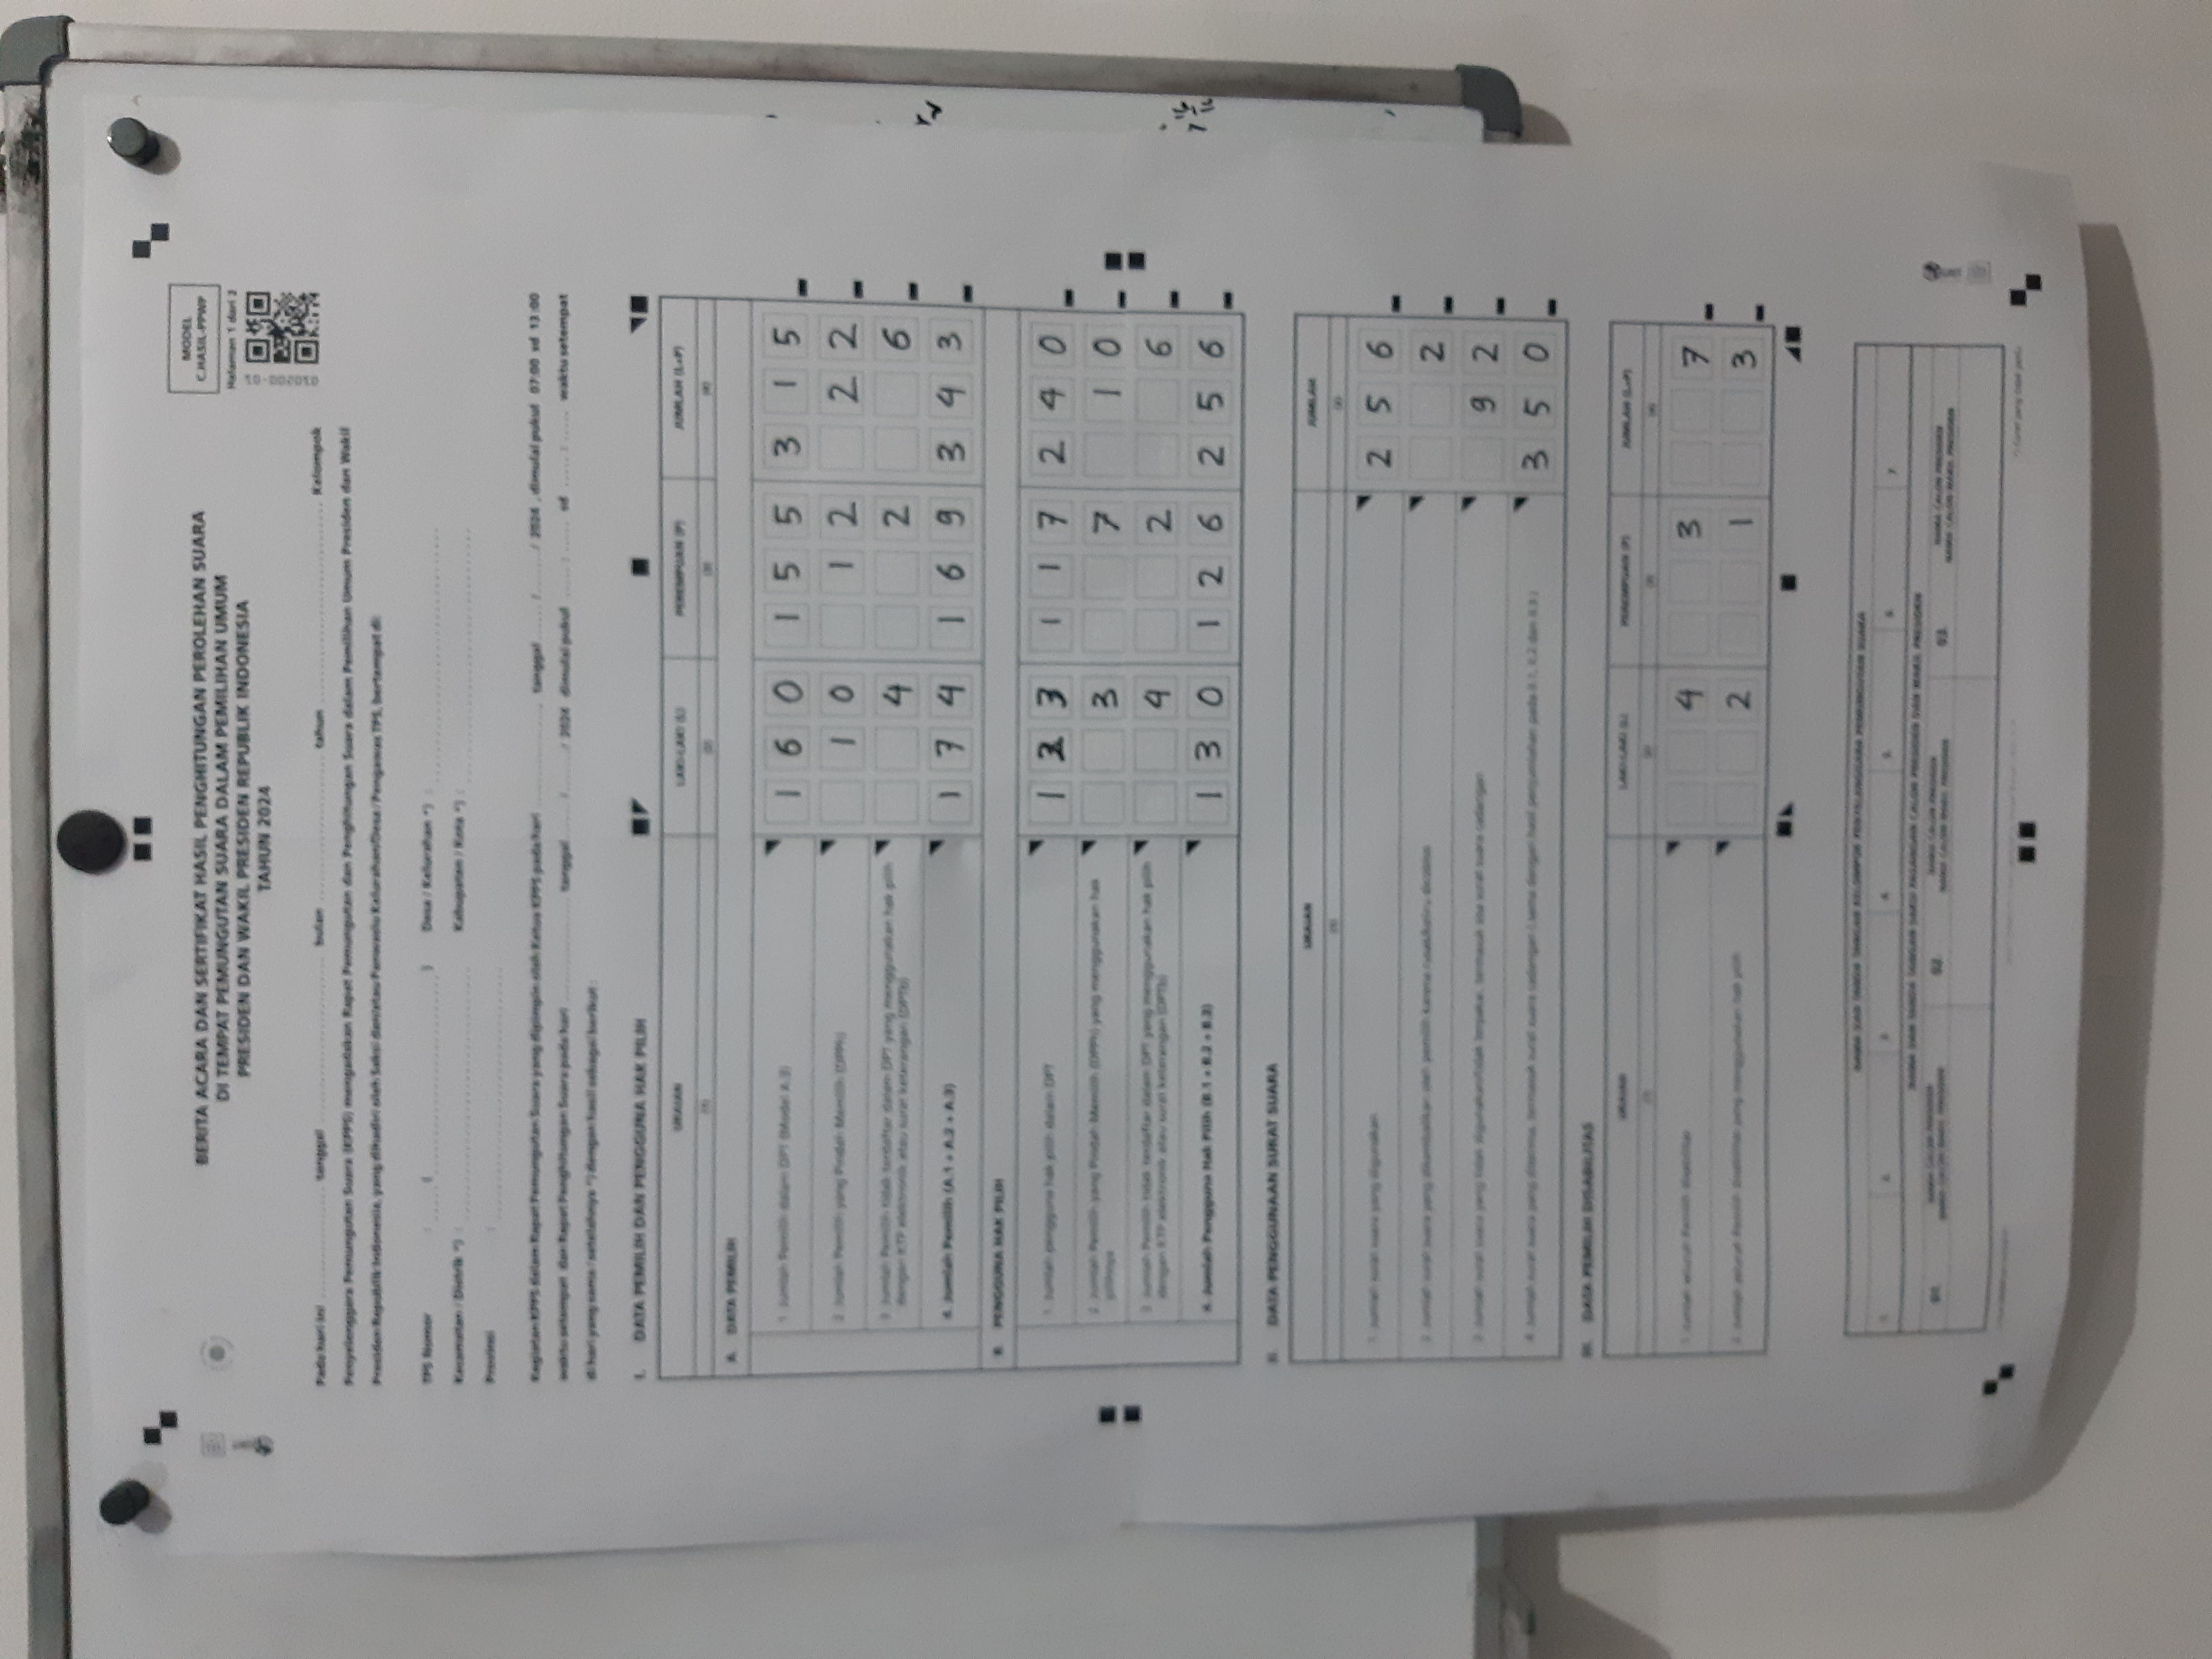 BERITA ACARA DAN SERTIFIKAT HASIL PENGHITUNGAN PEROLEHAN SUARA
DI TEMPAT PEMUNGUTAN SUARA DALAM PEMILIHAN UMUM
PRESIDEN DAN WAKIL PRESIDEN REPUBLIK INDONESIA
TAHUN 2024
MODEL
C.HASIL-PPWP
Halaman 1 dari 2
Pada hari ini .................... tanggal .................... bulan .................... tahun .................... Kelompok
Penyelenggara Pemungutan Suara (KPPS) mengadakan Rapat Pemungutan dan Penghitungan Suara dalam Pemilihan Umum Presiden dan Wakil
Presiden Republik Indonesia, yang dihadiri oleh Saksi dan/atau Panwaslu Kelurahan/Desa / Pengawas TPS, bertempat di:
TPS Nomor : ..... (....................) Desa / Kelurahan *) : ....................
Kecamatan / Distrik *) : .................... Kabupaten / Kota *) : ....................
Provinsi : ....................
Kegiatan KPPS dalam Rapat Pemungutan Suara yang dipimpin oleh Ketua KPPS pada hari ...................., tanggal ....../......./ 2024 , dimulai pukul 07:00 sd 13:00
waktu setempat dan Rapat Penghitungan Suara pada hari .................... tanggal ....../......./ 2024 dimulai pukul ..... : ..... sd ..... : ..... waktu setempat
di hari yang sama / setelahnya *) dengan hasil sebagai berikut :
I. DATA PEMILIH DAN PENGGUNA HAK PILIH
URAIAN LAKI-LAKI (L) PEREMPUAN (P) JUMLAH (L+P)
(1) (2) (3) (4)
A. DATA PEMILIH
1. Jumlah Pemilih dalam DPT (Model A.3) 160 155 315
2. Jumlah Pemilih yang Pindah Memilih (DPPh) 10 12 22
3. Jumlah Pemilih tidak terdaftar dalam DPT yang menggunakan hak pilih
dengan KTP elektronik atau surat keterangan (DPTb) 4 2 6
4. Jumlah Pemilih (A.1 + A.2 + A.3) 174 169 343
B. PENGGUNA HAK PILIH
1. Jumlah pengguna hak pilih dalam DPT 123 117 240
2. Jumlah Pemilih yang Pindah Memilih (DPPh) yang menggunakan hak
pilihnya 3 7 10
3. Jumlah Pemilih tidak terdaftar dalam DPT yang menggunakan hak pilih
dengan KTP elektronik atau surat keterangan (DPTb) 4 2 6
4. Jumlah Pengguna Hak Pilih (B.1 + B.2 + B.3) 130 126 256
II. DATA PENGGUNAAN SURAT SUARA
URAIAN JUMLAH
1. Jumlah surat suara yang digunakan 256
2. Jumlah surat suara yang dikembalikan oleh pemilih karena rusak/keliru dicoblos 2
3. Jumlah surat suara yang tidak digunakan/tidak terpakai, termasuk sisa surat suara cadangan 92
4. Jumlah surat suara yang diterima, termasuk surat suara cadangan ( sama dengan hasil penjumlahan pada II.1, II.2 dan II.3 ) 350
III. DATA PEMILIH DISABILITAS
URAIAN LAKI-LAKI (L) PEREMPUAN (P) JUMLAH (L+P)
1. Jumlah seluruh Pemilih disabilitas 4 3 7
2. Jumlah seluruh Pemilih disabilitas yang menggunakan hak pilih 2 1 3
NAMA DAN TANDA TANGAN KELOMPOK PENYELENGGARA PEMUNGUTAN SUARA
1. 2. 3. 4. 5. 6. 7.
NAMA DAN TANDA TANGAN SAKSI PASANGAN CALON PRESIDEN DAN WAKIL PRESIDEN
01. NAMA CALON PRESIDEN 02. NAMA CALON PRESIDEN 03. NAMA CALON PRESIDEN
NAMA CALON WAKIL PRESIDEN NAMA CALON WAKIL PRESIDEN NAMA CALON WAKIL PRESIDEN
*) Coret yang tidak perlu